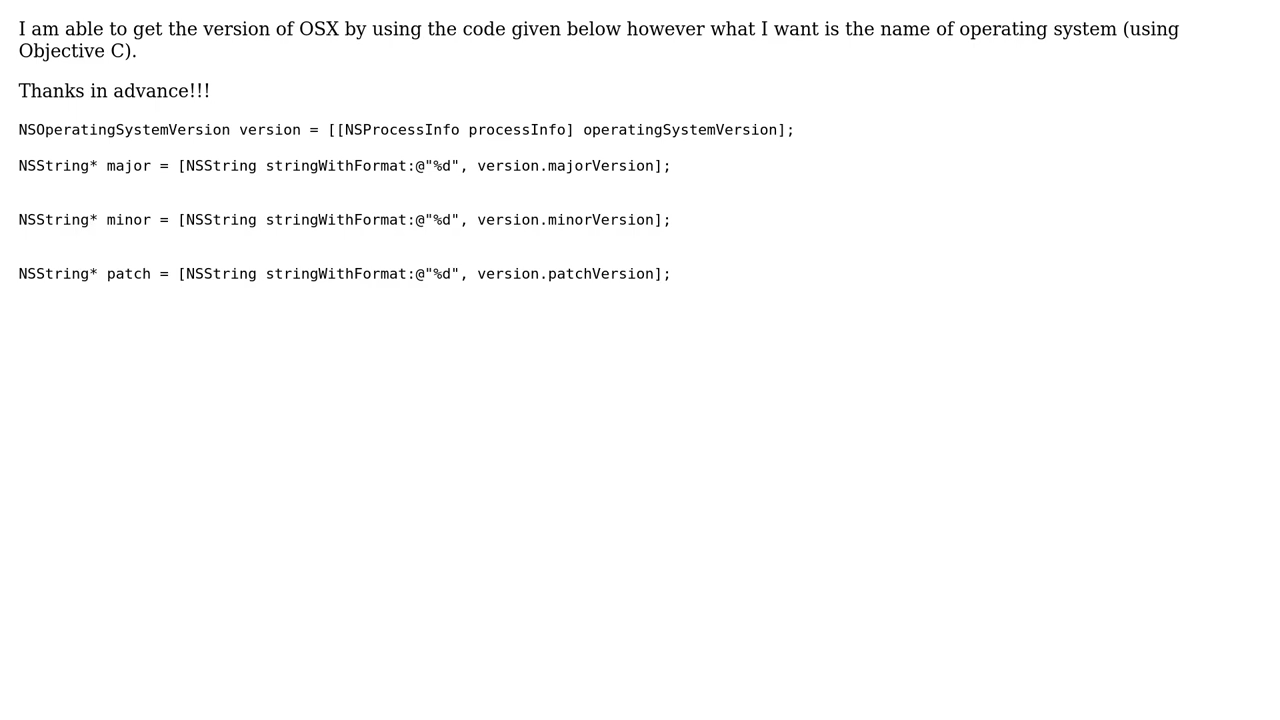 I am able to get the version of OSX by using the code given below however what I want is the name of operating system (using
Objective C).
Thanks in advance!!!
NSOperatingSystemVersion version = [[NSProcessInfo processInfo] operatingSystemVersion];
NSString* major = [NSString stringWithFormat:@"%d", version.majorVersion];
NSString* minor = [NSString stringWithFormat:@"%d", version.minorVersion];
NSString* patch = [NSString stringWithFormat:@"%d", version.patchVersion];